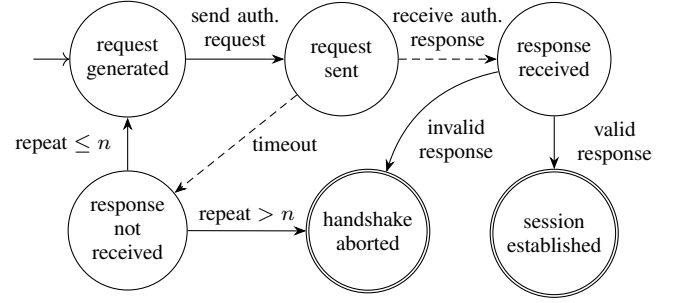 send auth.
request
receive auth.
response
request
generated
request
sent
response
received
repeat ≤ n
timeout
invalid
response
valid
response
response
not
received
repeat > n
handshake
aborted
session
established